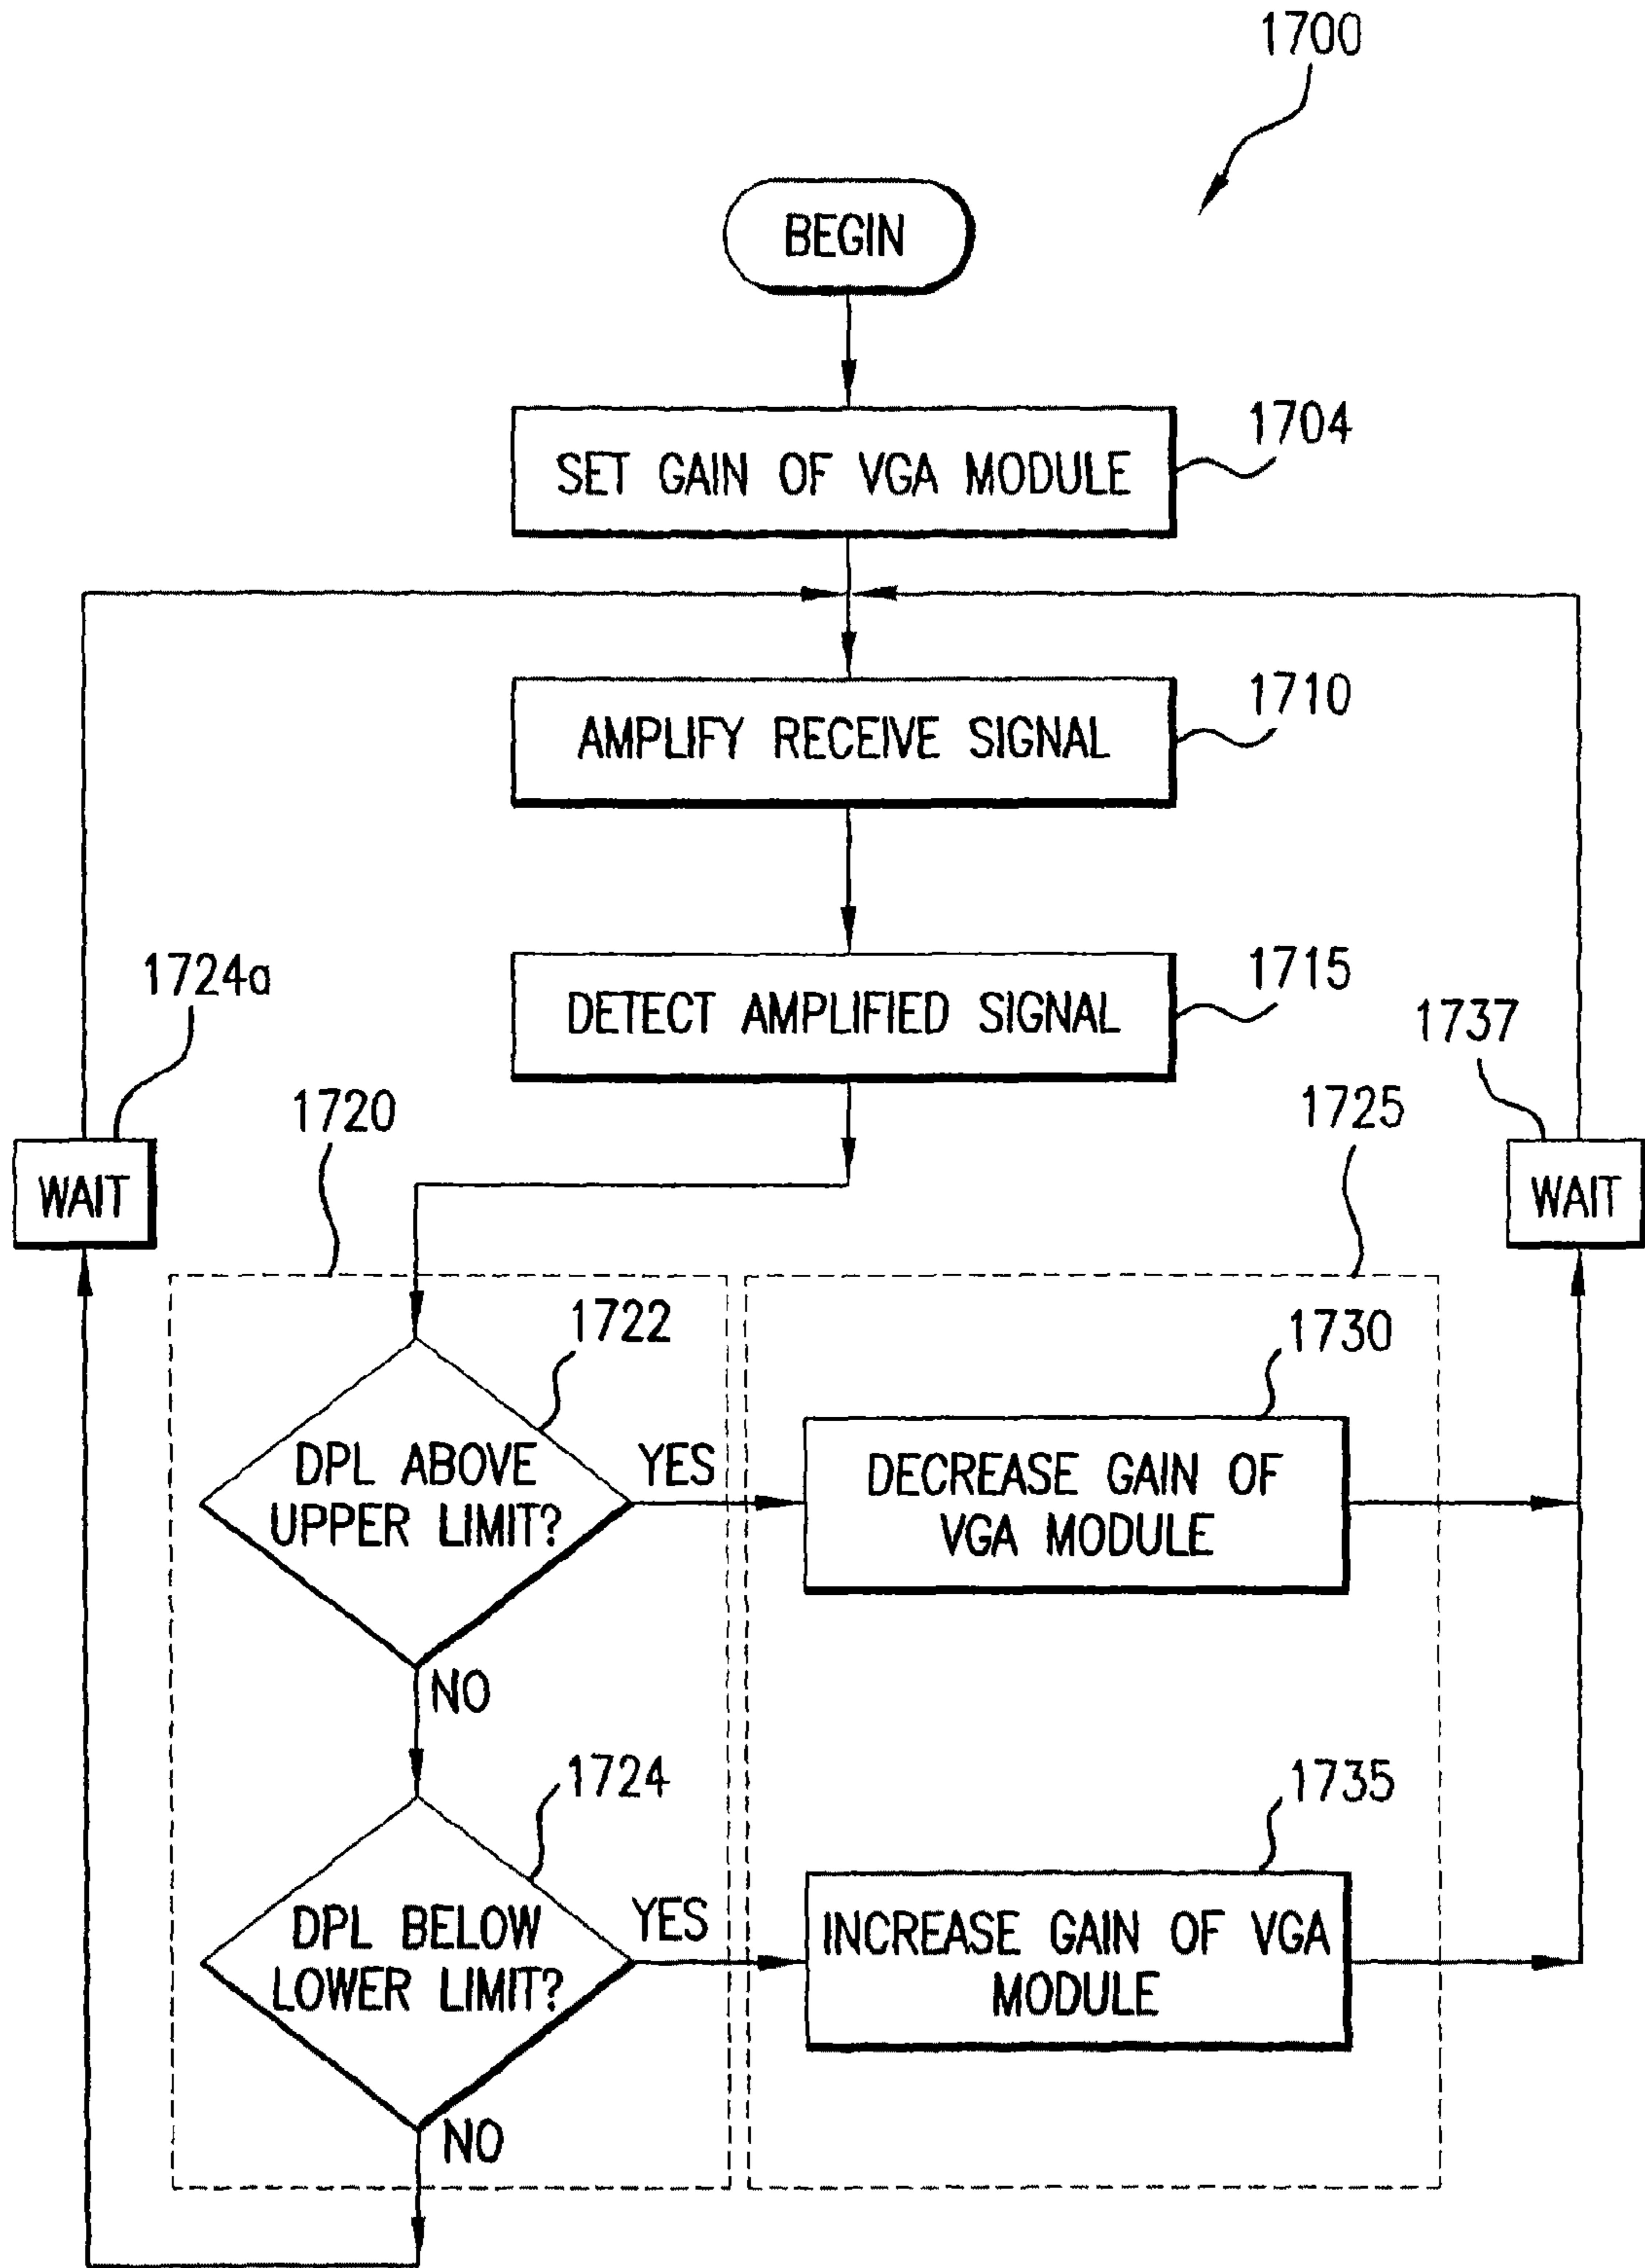 1700
BEGIN
1704
SET GAIN OF VGA MODULE
1710
AMPLIFY RECEIVE SIGNAL
1715
DETECT AMPLIFIED SIGNAL
1724a
1737
1720
1725
WAIT
WAIT
1722
1730
DPL ABOVE
UPPER LIMIT?
YES
DECREASE GAIN OF
VGA MODULE
NO
1724
1735
DPL BELOW
LOWER LIMIT?
YES
INCREASE GAIN OF VGA
MODULE
NO